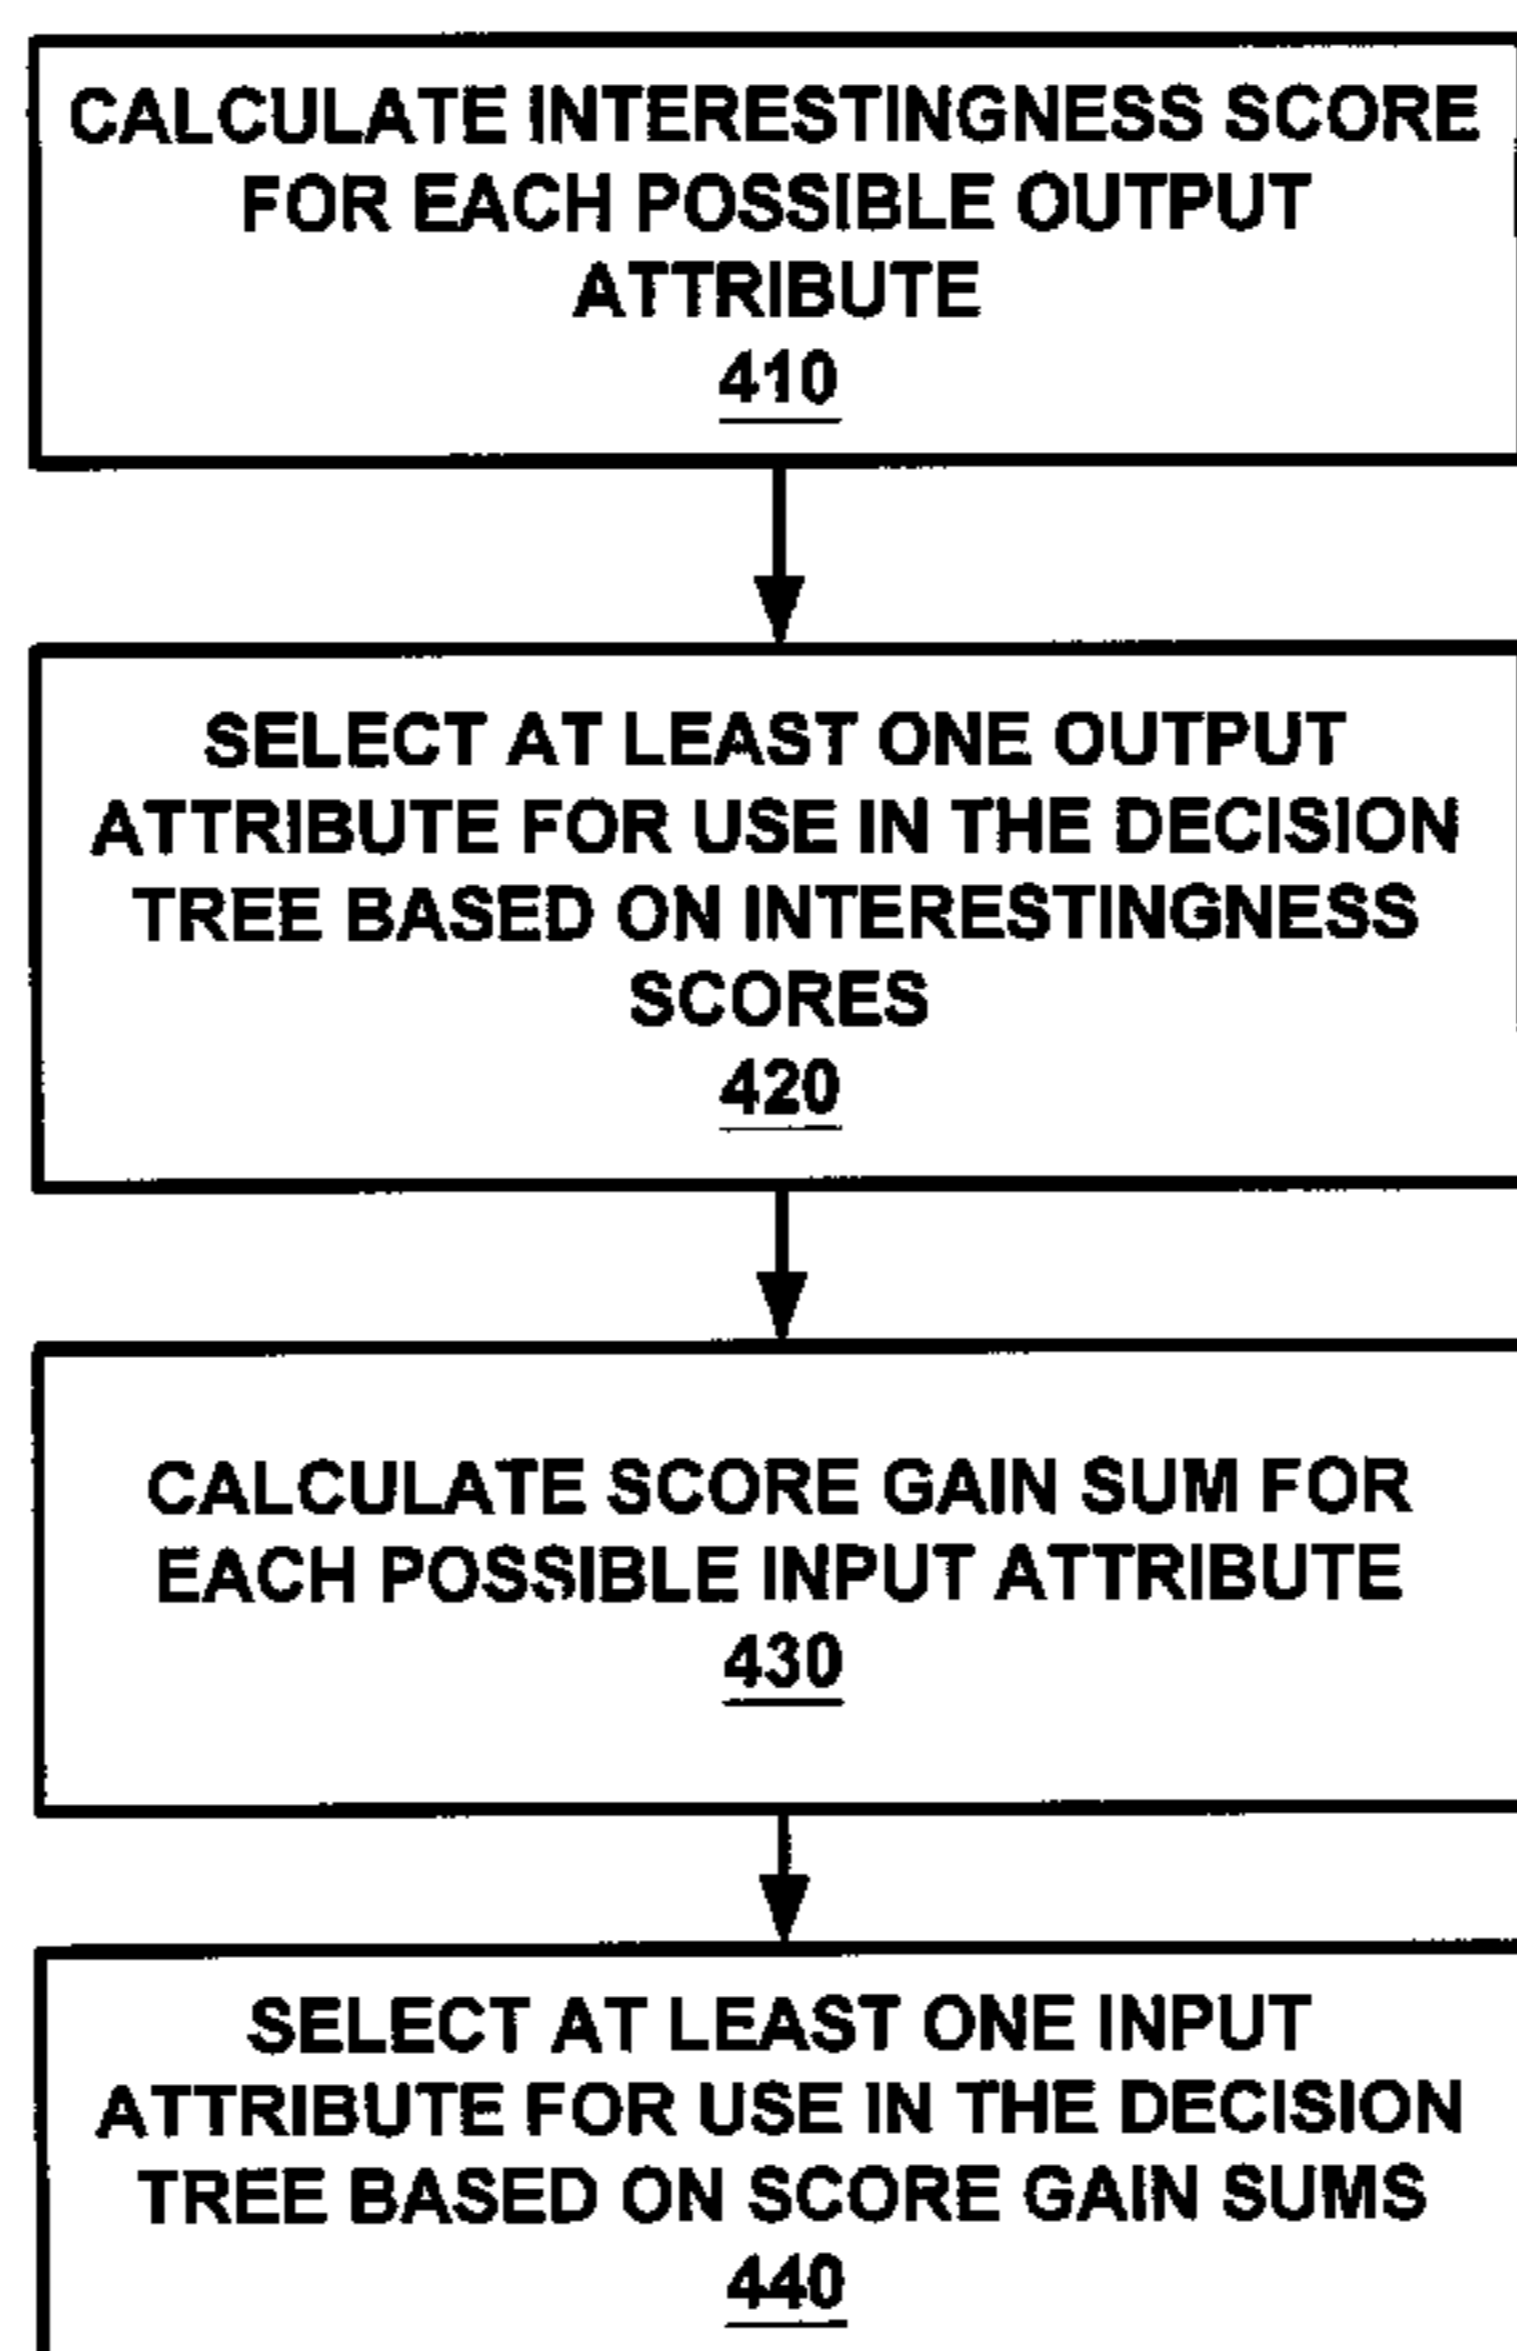 CALCULATE INTERESTINGNESS SCORE
FOR EACH POSSIBLE OUTPUT
ATTRIBUTE
410
SELECT AT LEAST ONE OUTPUT
ATTRIBUTE FOR USE IN THE DECISION
TREE BASED ON INTERESTINGNESS
SCORES
420
CALCULATE SCORE GAIN SUM FOR
EACH POSSIBLE INPUT ATTRIBUTE
430
SELECT AT LEAST ONE INPUT
ATTRIBUTE FOR USE IN THE DECISION
TREE BASED ON SCORE GAIN SUMS
440